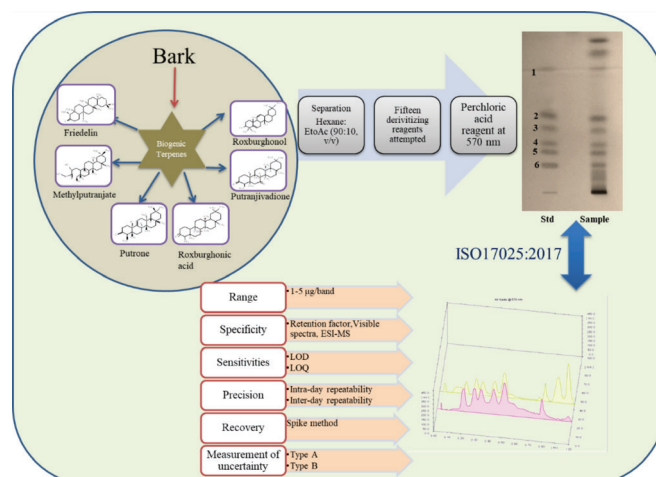 Bark
Friedelin
Roxburghonol
Biogenic
Terpenes
Methylputranjate
Putranjivadione
Putrone
Roxburghonic
acid
Separation
Hexane:
EtoAc (90:10,
v/v)
Fifteen
derivitizing
reagents
attempted
Perchloric
acid
reagent at
570 nm
1
2
3
4
5
6
Std
Sample
ISO17025:2017
Range
•1-5 µg/band
Specificity
•Retention factor,Visible
spectra, ESI-MS
Sensitivities
•LOD
•LOQ
Precision
•Intra-day repeatability
•Inter-day repeatability
Recovery
Spike method
Measurement of
uncertainty
•Type A
•Type B